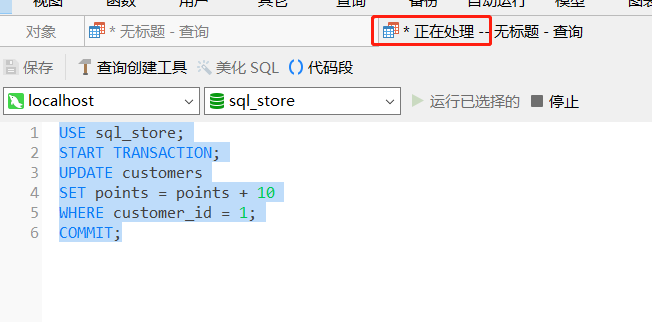 视图 函数 用户 其它 查询 备份 自动运行 模型 图表
对象 * 无标题 - 查询 * 正在处理 -- 无标题 - 查询
保存 查询创建工具 美化 SQL () 代码段
localhost sql_store 运行已选择的 停止
1 USE sql_store;
2 START TRANSACTION;
3 UPDATE customers
4 SET points = points + 10
5 WHERE customer_id = 1;
6 COMMIT;